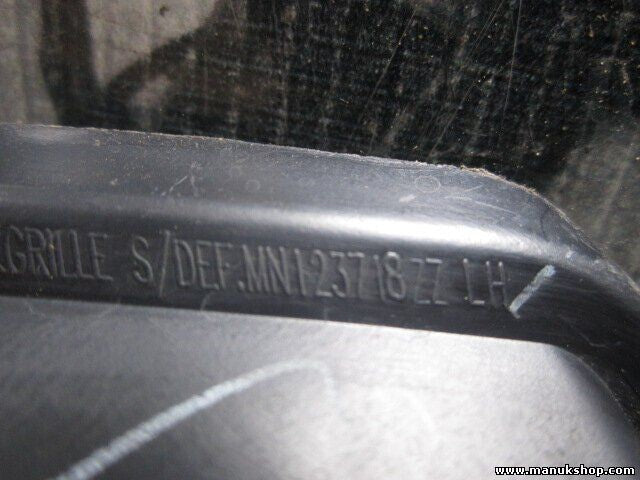 .GRILLE S/DEF.MN123718ZZ LH
www.manukshop.com